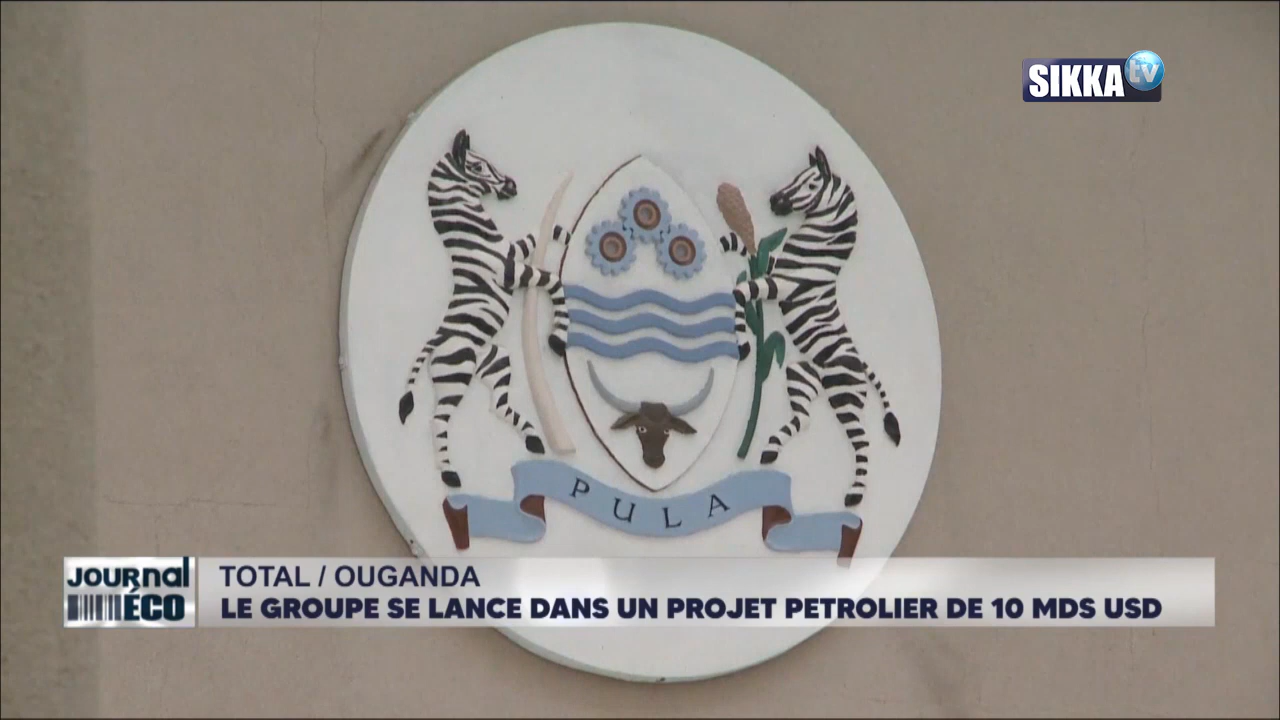 SIKKA tv
PULA
JOURnal ÉCO
TOTAL / OUGANDA
LE GROUPE SE LANCE DANS UN PROJET PETROLIER DE 10 MDS USD